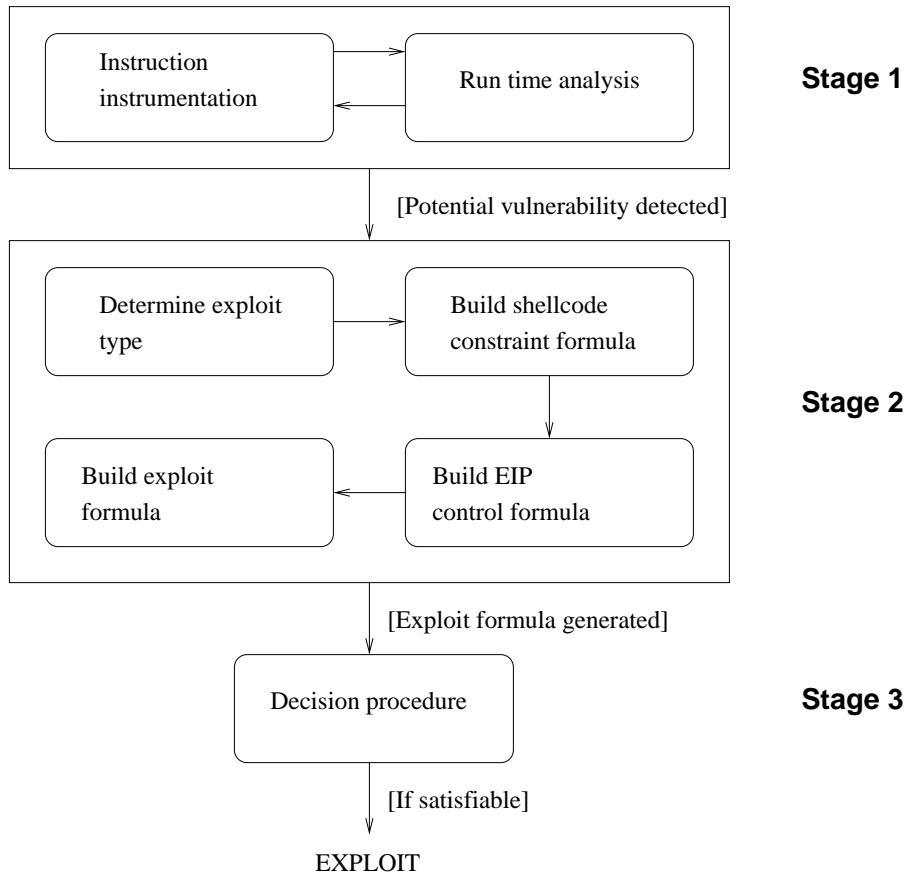 Instruction
instrumentation
Run time analysis
Stage 1
[Potential vulnerability detected]
Determine exploit
type
Build shellcode
constraint formula
Stage 2
Build exploit
formula
Build EIP
control formula
[Exploit formula generated]
Decision procedure
Stage 3
[If satisfiable]
EXPLOIT